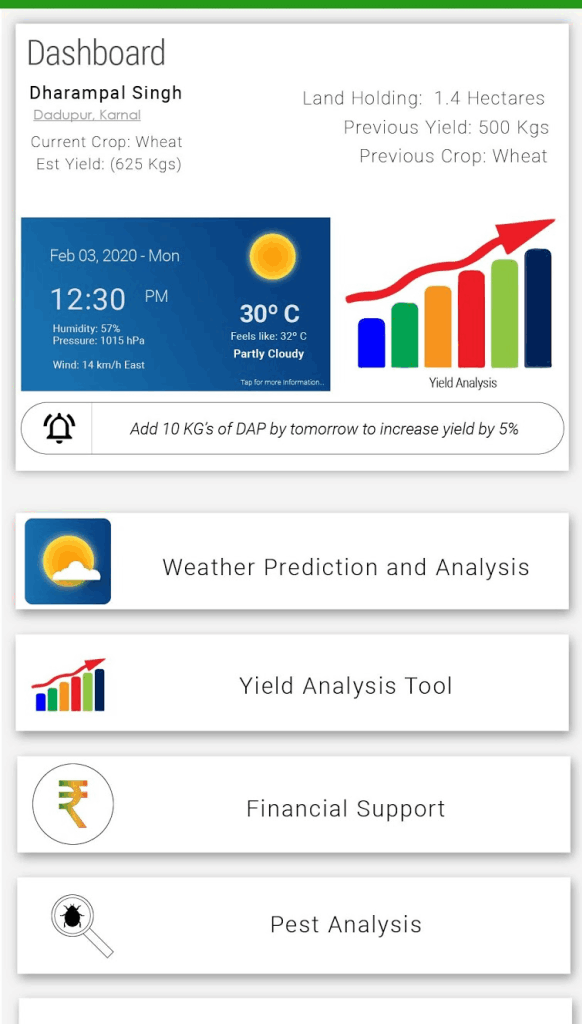 Dashboard
Dharampal Singh
Dadupur, Karnal
Current Crop: Wheat
Est Yield: (625 Kgs)
Land Holding: 1.4 Hectares
Previous Yield: 500 Kgs
Previous Crop: Wheat
Feb 03, 2020 - Mon
12:30 PM
Humidity: 57%
Pressure: 1015 hPa
Wind: 14 km/h East
30º C
Feels like: 32º C
Partly Cloudy
Tap for more Information...
Yield Analysis
Add 10 KG's of DAP by tomorrow to increase yield by 5%
Weather Prediction and Analysis
Yield Analysis Tool
Financial Support
Pest Analysis